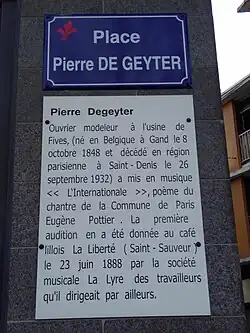 Place
Pierre DE GEYTER
Pierre Degeyter
Ouvrier modeleur à l'usine de
Fives, (né en Belgique à Gand le 8
octobre 1848 et décédé en région
parisienne à Saint-Denis le 26
septembre 1932) a mis en musique
<< L'Internationale >>, poème du
chantre de la Commune de Paris
Eugène Pottier . La première
audition en a été donnée au café
lillois La Liberté ( Saint-Sauveur )
le 23 juin 1888 par la société
musicale La Lyre des travailleurs
qu'il dirigeait par ailleurs.